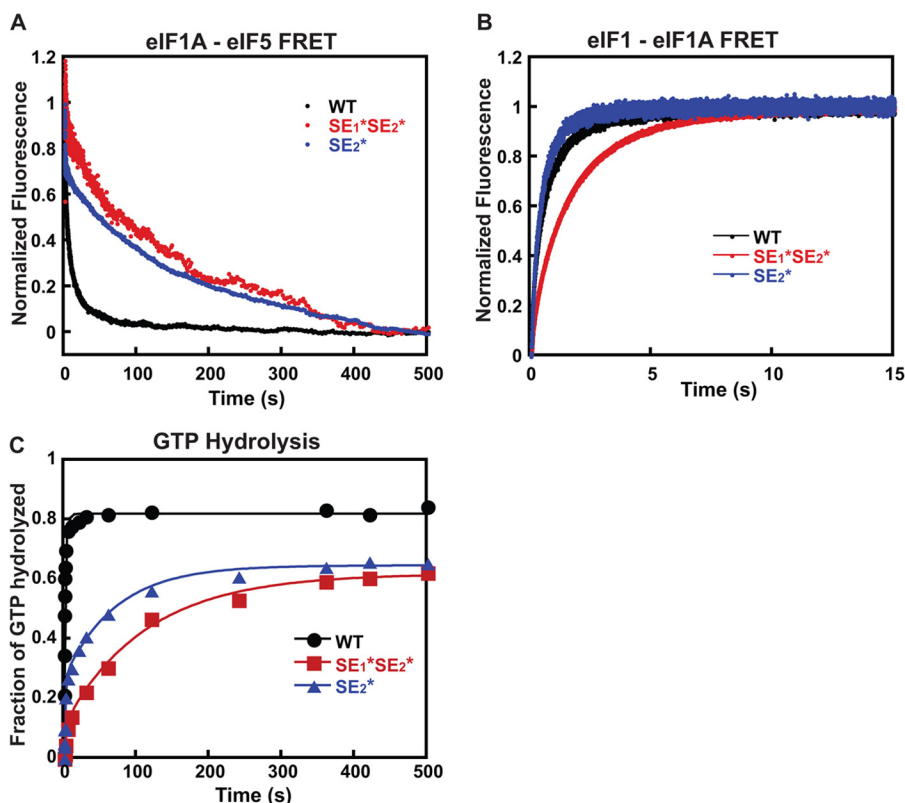 A
eIF1A - eIF5 FRET
Normalized Fluorescence
1.2
1
0.8
0.6
0.4
0.2
0
WT
SE1*SE2*
SE2*
0 100 200 300 400 500
Time (s)
B
eIF1 - eIF1A FRET
Normalized Fluorescence
1.2
1
0.8
0.6
0.4
0.2
0
WT
SE1*SE2*
SE2*
0 5 10 15
Time (s)
C
GTP Hydrolysis
Fraction of GTP hydrolyzed
1
0.8
0.6
0.4
0.2
0
WT
SE1*SE2*
SE2*
0 100 200 300 400 500
Time (s)